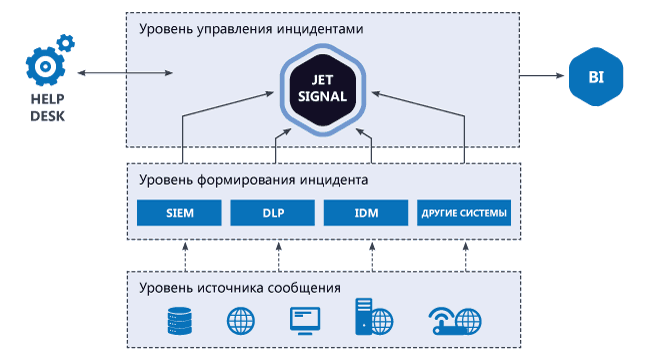 Уровень управления инцидентами
JET
SIGNAL
HELP
DESK
BI
Уровень формирования инцидента
SIEM
DLP
IDM
ДРУГИЕ СИСТЕМЫ
Уровень источника сообщения